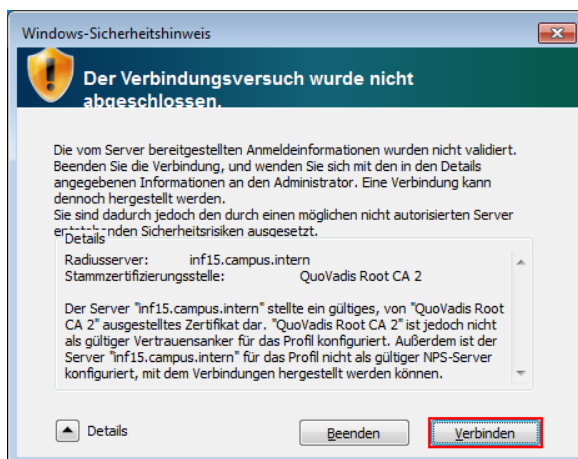 Windows-Sicherheitshinweis
Der Verbindungsversuch wurde nicht
abgeschlossen.
Die vom Server bereitgestellten Anmeldeinformationen wurden nicht validiert.
Beenden Sie die Verbindung, und wenden Sie sich mit den in den Details
angegebenen Informationen an den Administrator. Eine Verbindung kann
dennoch hergestellt werden.
Sie sind dadurch jedoch den durch einen möglichen nicht autorisierten Server
entstehenden Sicherheitsrisiken ausgesetzt.
Details
Radiusserver: inf15.campus.intern
Stammzertifizierungsstelle: QuoVadis Root CA 2
Der Server "inf15.campus.intern" stellte ein gültiges, von "QuoVadis Root
CA 2" ausgestelltes Zertifikat dar. "QuoVadis Root CA 2" ist jedoch nicht
als gültiger Vertrauensanker für das Profil konfiguriert. Außerdem ist der
Server "inf15.campus.intern" für das Profil nicht als gültiger NPS-Server
konfiguriert, mit dem Verbindungen hergestellt werden können.
Details Beenden Verbinden